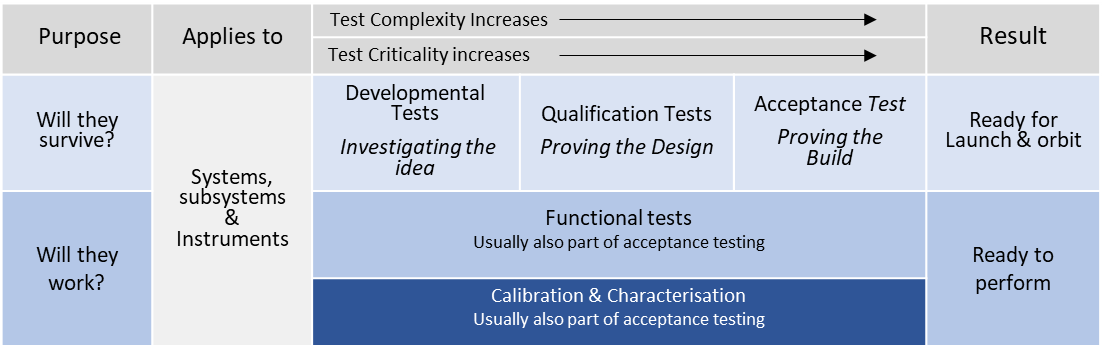 Purpose
Applies to
Test Complexity Increases
Test Criticality increases
Result
Will they
survive?
Systems,
subsystems
&
Instruments
Developmental
Tests
Investigating the
idea
Qualification Tests
Proving the Design
Acceptance Test
Proving the
Build
Ready for
Launch & orbit
Will they
work?
Functional tests
Usually also part of acceptance testing
Calibration & Characterisation
Usually also part of acceptance testing
Ready to
perform